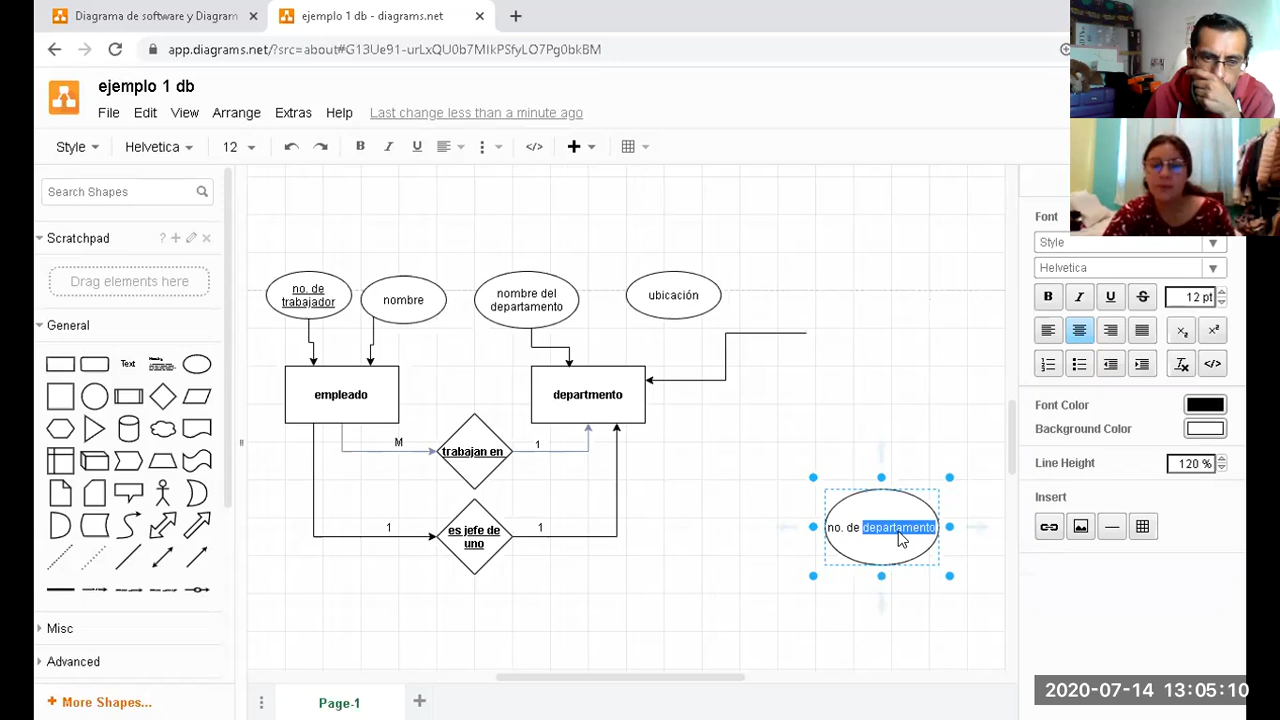 Diagrama de software y Diagram
ejemplo 1 db - diagrams.net
app.diagrams.net/?src=about#G13Ue91-urLxQU0b7MIkPSfyLO7Pg0bkBM
ejemplo 1 db
File Edit View Arrange Extras Help Last change less than a minute ago
Style Helvetica 12
Search Shapes
Scratchpad
Drag elements here
General
Text
Misc
Advanced
+ More Shapes...
no. de
trabajador
nombre
nombre del
departamento
ubicación
empleado
departmento
M
trabajan en
1
1
es jefe de
uno
1
no. de departamento
Page-1
Font
Style
Helvetica
B I U S 12 pt
Font Color
Background Color
Line Height 120 %
Insert
2020-07-14 13:05:10